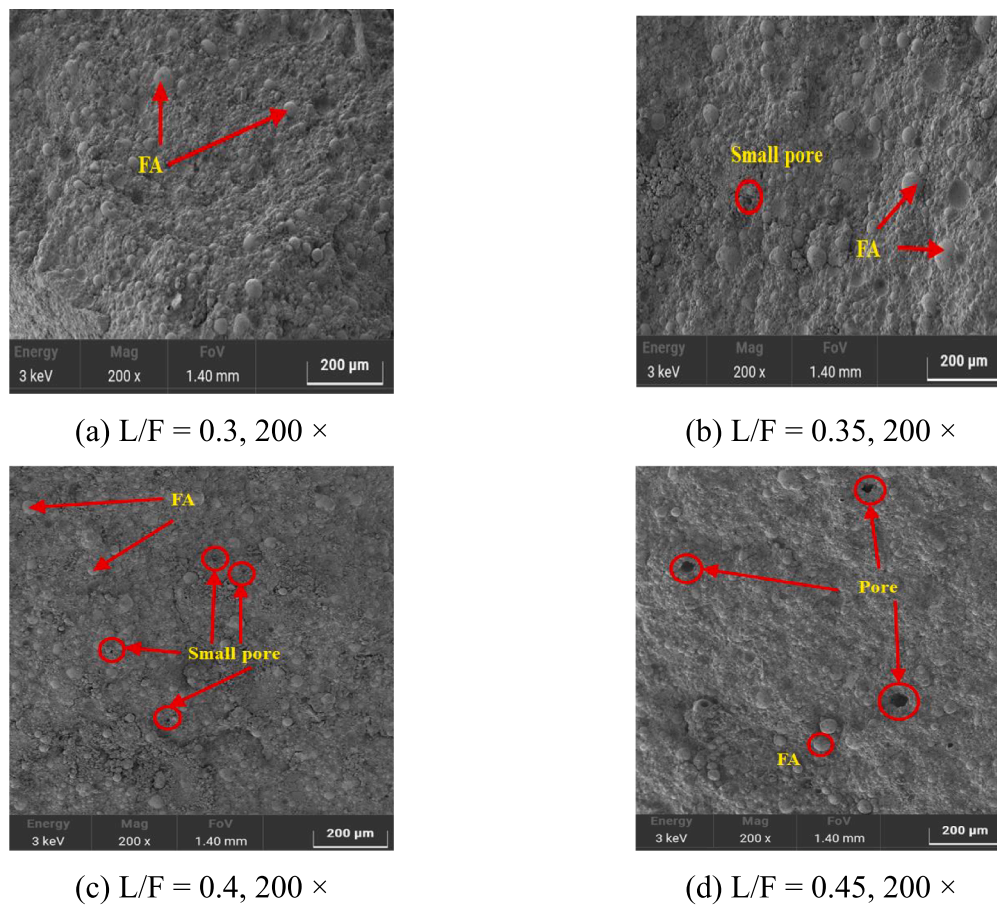 FA
Energy Mag FoV
3 keV 200 x 1.40 mm 200 μm
(a) L/F = 0.3, 200 ×
Small pore
FA
Energy Mag FoV
3 keV 200 x 1.40 mm 200 μm
(b) L/F = 0.35, 200 ×
FA
Small pore
Energy Mag FoV
3 keV 200 x 1.40 mm 200 μm
(c) L/F = 0.4, 200 ×
Pore
FA
Energy Mag FoV
3 keV 200 x 1.40 mm 200 μm
(d) L/F = 0.45, 200 ×